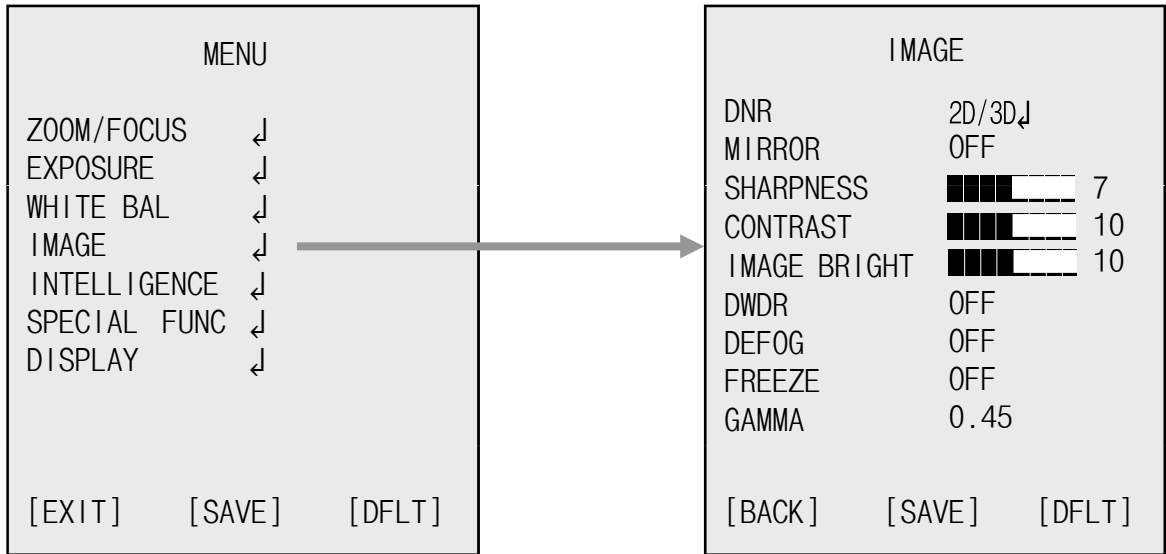 MENU
ZOOM/FOCUS ↲
EXPOSURE ↲
WHITE BAL ↲
IMAGE ↲
INTELLIGENCE ↲
SPECIAL FUNC ↲
DISPLAY ↲
[EXIT] [SAVE] [DFLT]
IMAGE
DNR 2D/3D↲
MIRROR OFF
SHARPNESS 7
CONTRAST 10
IMAGE BRIGHT 10
DWDR OFF
DEFOG OFF
FREEZE OFF
GAMMA 0.45
[BACK] [SAVE] [DFLT]